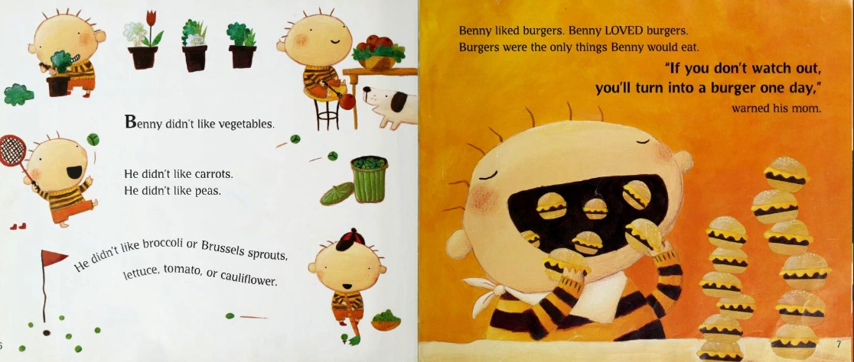 Benny didn't like vegetables.
He didn't like carrots.
He didn't like peas.
He didn't like broccoli or Brussels sprouts,
lettuce, tomato, or cauliflower.
Benny liked burgers. Benny LOVED burgers.
Burgers were the only things Benny would eat.
"If you don't watch out,
you'll turn into a burger one day,"
warned his mom.
7